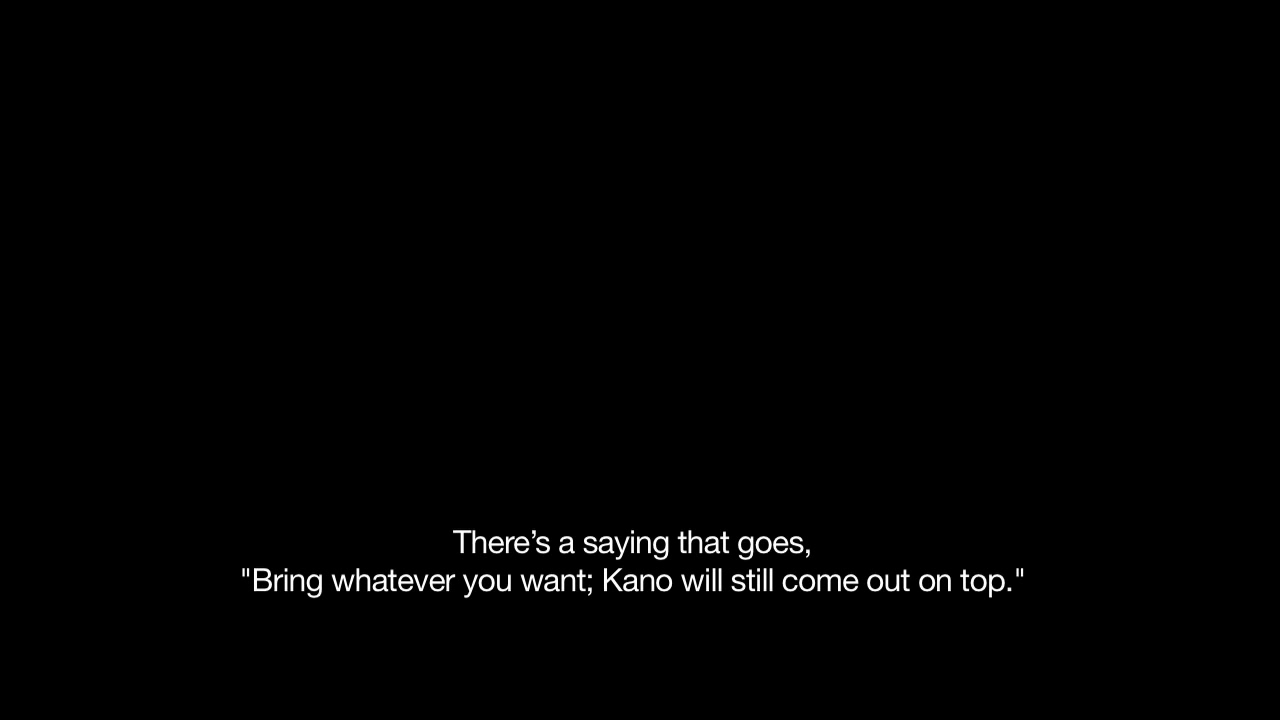 There’s a saying that goes,
"Bring whatever you want; Kano will still come out on top."